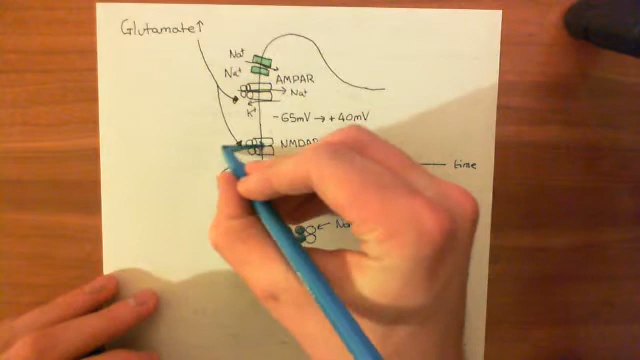 Glutamate↑
Na⁺
Na⁺
AMPAR
Na⁺
K⁺
-65mV → +40mV
NMDAR
time
Na